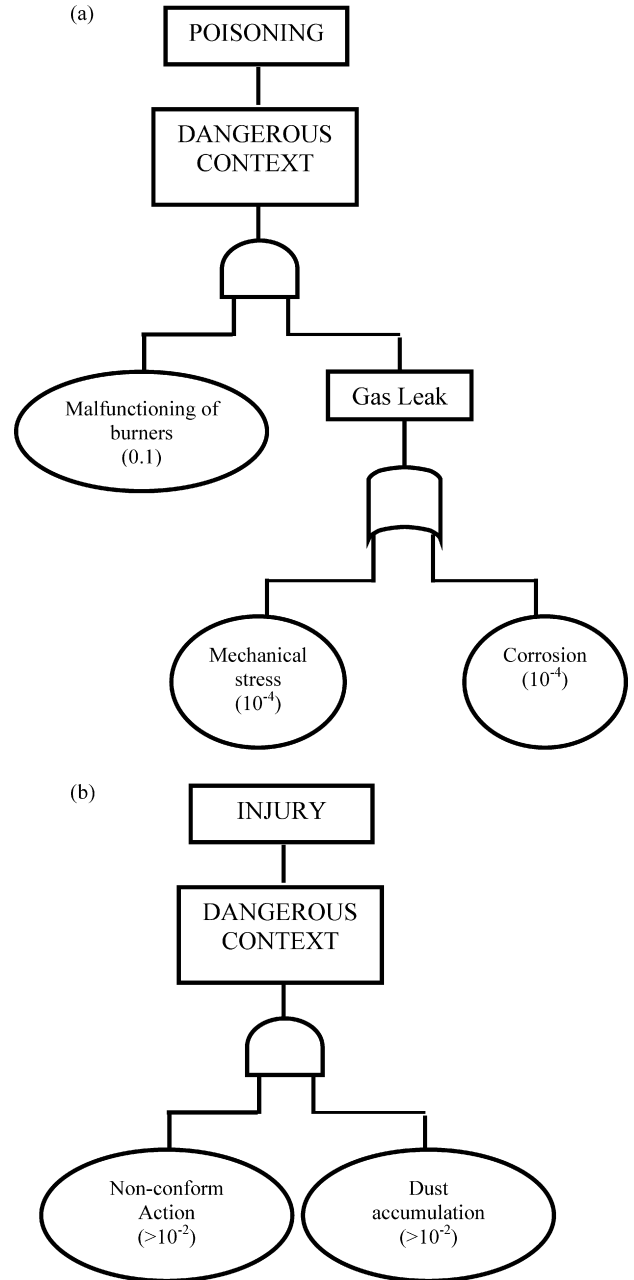 (a)
POISONING
DANGEROUS
CONTEXT
Malfunctioning of
burners
(0.1)
Gas Leak
Mechanical
stress
(10⁻⁴)
Corrosion
(10⁻⁴)
(b)
INJURY
DANGEROUS
CONTEXT
Non-conform
Action
(>10⁻²)
Dust
accumulation
(>10⁻²)